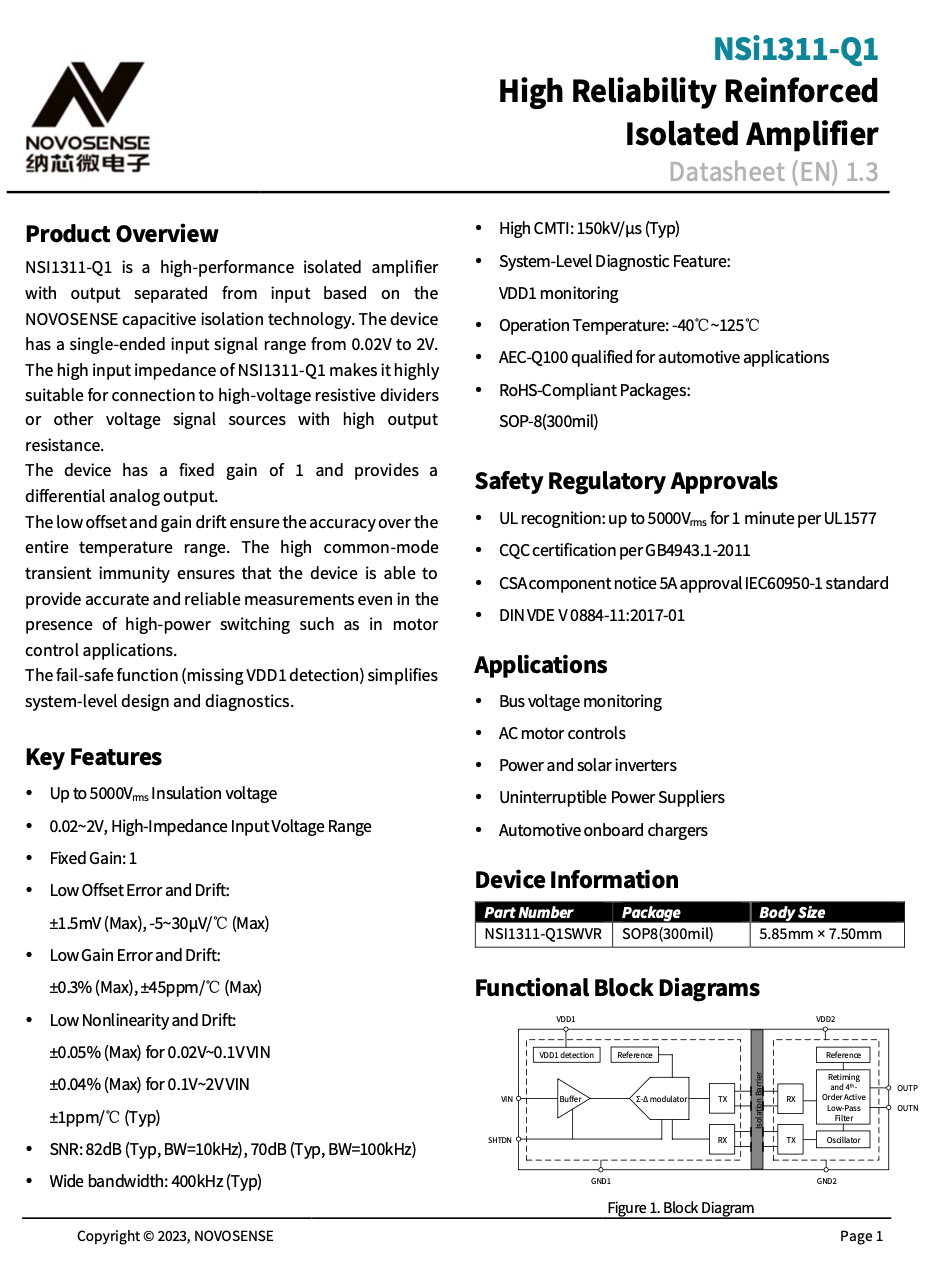 NSi1311-Q1
High Reliability Reinforced
Isolated Amplifier
Datasheet (EN) 1.3
NOVOSENSE
纳芯微电子
Product Overview
NSI1311-Q1 is a high-performance isolated amplifier
with output separated from input based on the
NOVOSENSE capacitive isolation technology. The device
has a single-ended input signal range from 0.02V to 2V.
The high input impedance of NSI1311-Q1 makes it highly
suitable for connection to high-voltage resistive dividers
or other voltage signal sources with high output
resistance.
The device has a fixed gain of 1 and provides a
differential analog output.
The low offset and gain drift ensure the accuracy over the
entire temperature range. The high common-mode
transient immunity ensures that the device is able to
provide accurate and reliable measurements even in the
presence of high-power switching such as in motor
control applications.
The fail-safe function (missing VDD1 detection) simplifies
system-level design and diagnostics.
Key Features
• Up to 5000Vrms Insulation voltage
• 0.02~2V, High-Impedance Input Voltage Range
• Fixed Gain: 1
• Low Offset Error and Drift:
±1.5mV (Max), -5~30μV/℃ (Max)
• Low Gain Error and Drift:
±0.3% (Max), ±45ppm/℃ (Max)
• Low Nonlinearity and Drift:
±0.05% (Max) for 0.02V~0.1V VIN
±0.04% (Max) for 0.1V~2V VIN
±1ppm/℃ (Typ)
• SNR: 82dB (Typ, BW=10kHz), 70dB (Typ, BW=100kHz)
• Wide bandwidth: 400kHz (Typ)
• High CMTI: 150kV/μs (Typ)
• System-Level Diagnostic Feature:
VDD1 monitoring
• Operation Temperature: -40℃~125℃
• AEC-Q100 qualified for automotive applications
• RoHS-Compliant Packages:
SOP-8(300mil)
Safety Regulatory Approvals
• UL recognition: up to 5000Vrms for 1 minute per UL1577
• CQC certification per GB4943.1-2011
• CSA component notice 5A approval IEC60950-1 standard
• DIN VDE V 0884-11:2017-01
Applications
• Bus voltage monitoring
• AC motor controls
• Power and solar inverters
• Uninterruptible Power Suppliers
• Automotive onboard chargers
Device Information
Part Number Package Body Size
NSI1311-Q1SWVR SOP8(300mil) 5.85mm × 7.50mm
Functional Block Diagrams
VDD1 VDD2
VDD1 detection Reference Reference
VIN Buffer Σ-Δ modulator TX Isolation Barrier RX
Retiming
and 4th-
Order Active
Low-Pass
Filter
OUTP
OUTN
SHTDN RX TX Oscillator
GND1 GND2
Figure 1. Block Diagram
Copyright © 2023, NOVOSENSE Page 1